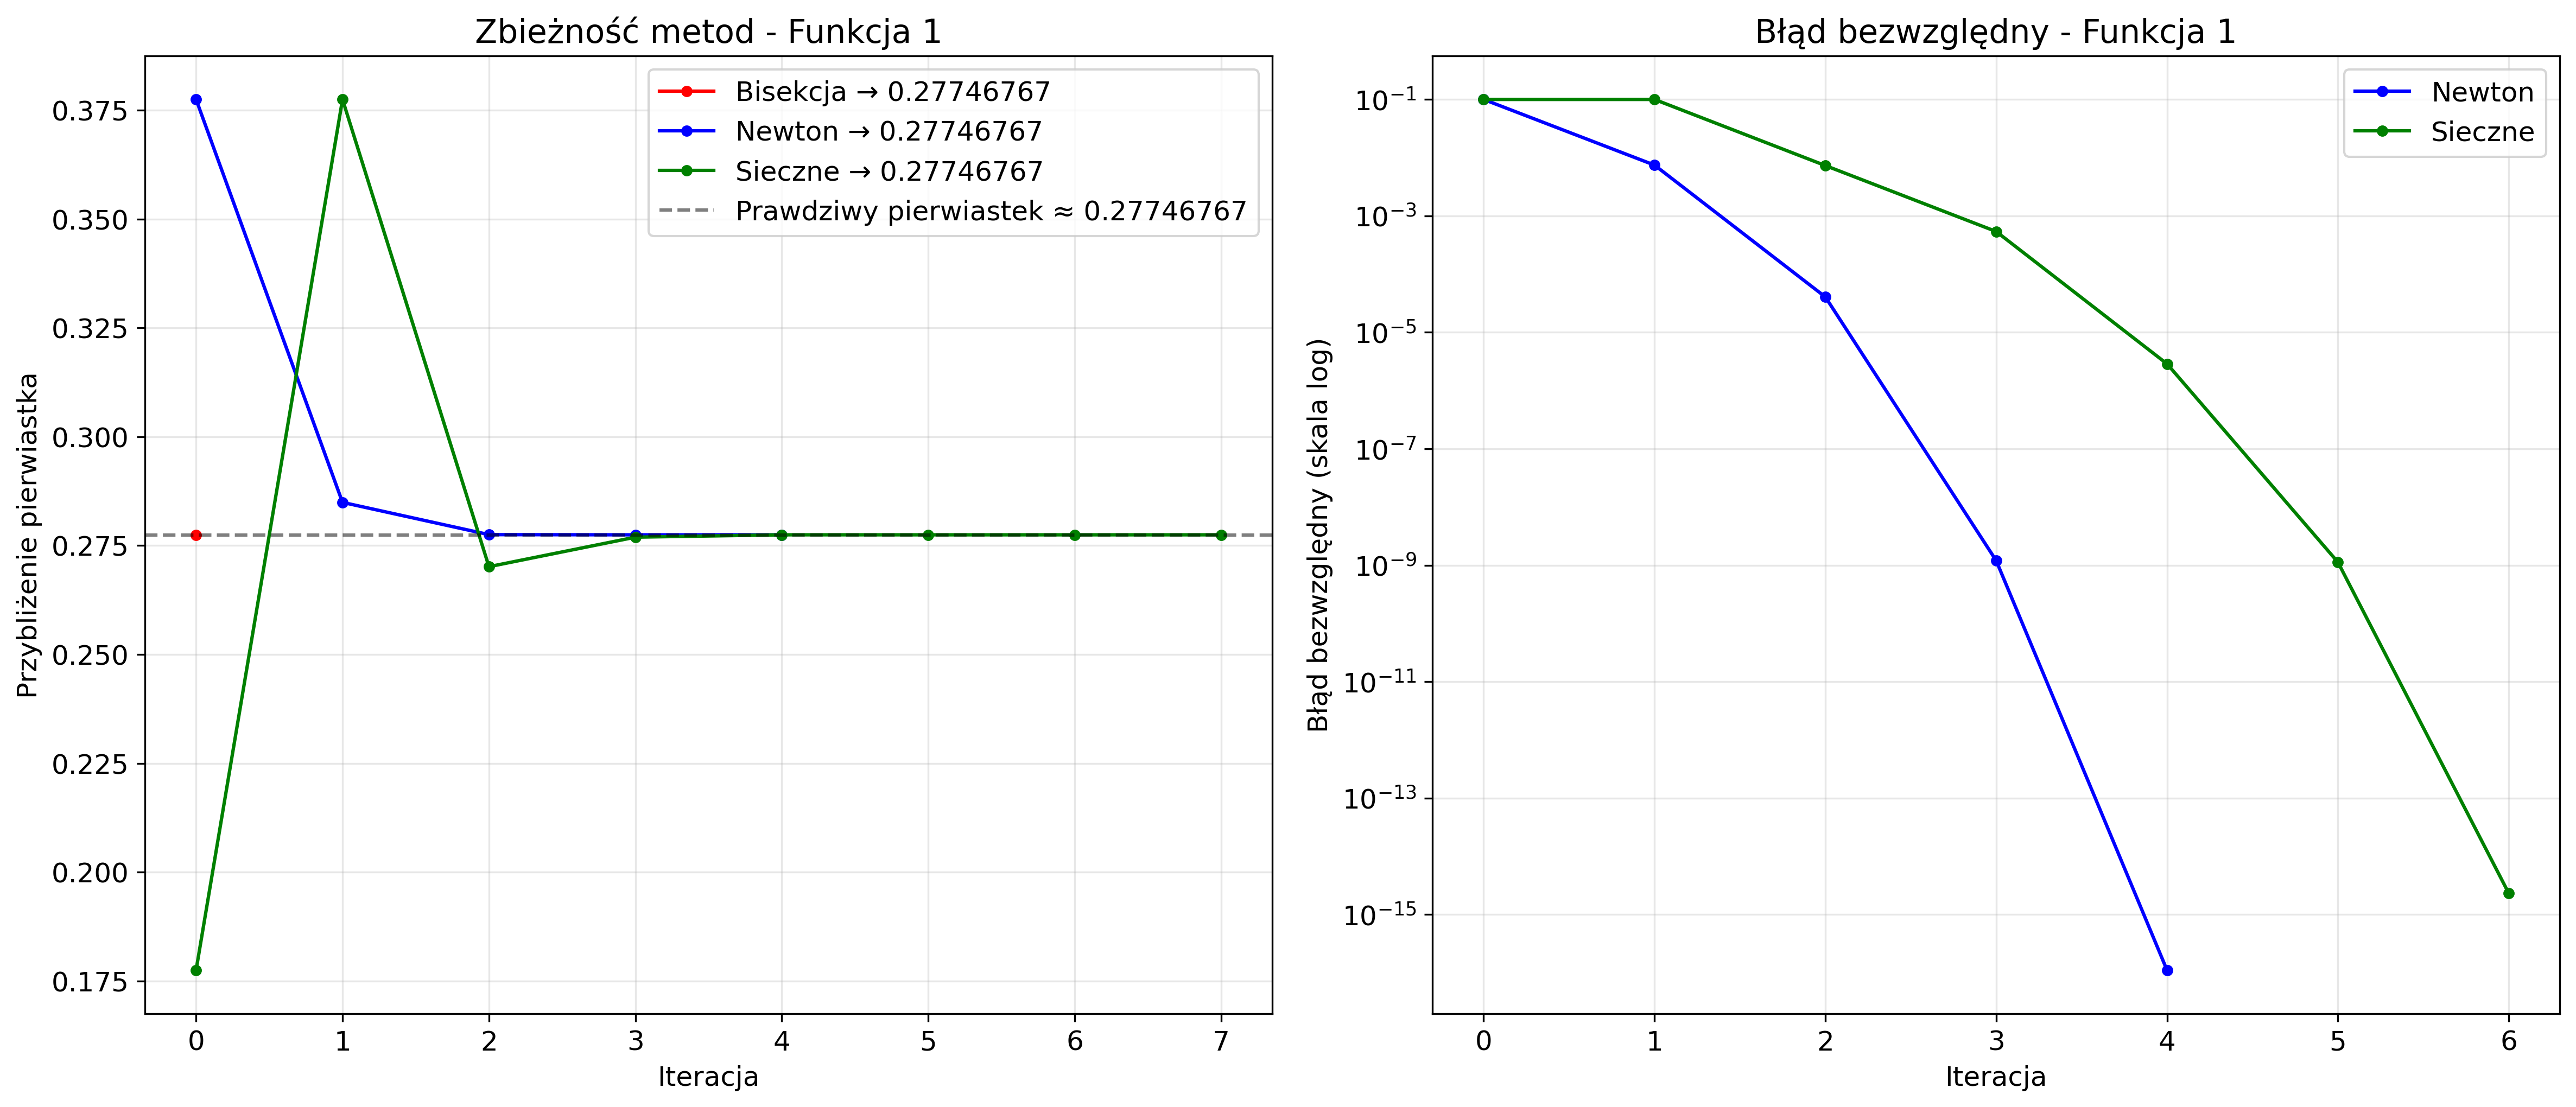 Zbieżność metod - Funkcja 1
Przybliżenie pierwiastka
0.375
0.350
0.325
0.300
0.275
0.250
0.225
0.200
0.175
Bisekcja → 0.27746767
Newton → 0.27746767
Sieczne → 0.27746767
Prawdziwy pierwiastek ≈ 0.27746767
0 1 2 3 4 5 6 7
Iteracja
Błąd bezwzględny - Funkcja 1
Błąd bezwzględny (skala log)
10⁻¹
10⁻³
10⁻⁵
10⁻⁷
10⁻⁹
10⁻¹¹
10⁻¹³
10⁻¹⁵
Newton
Sieczne
0 1 2 3 4 5 6
Iteracja